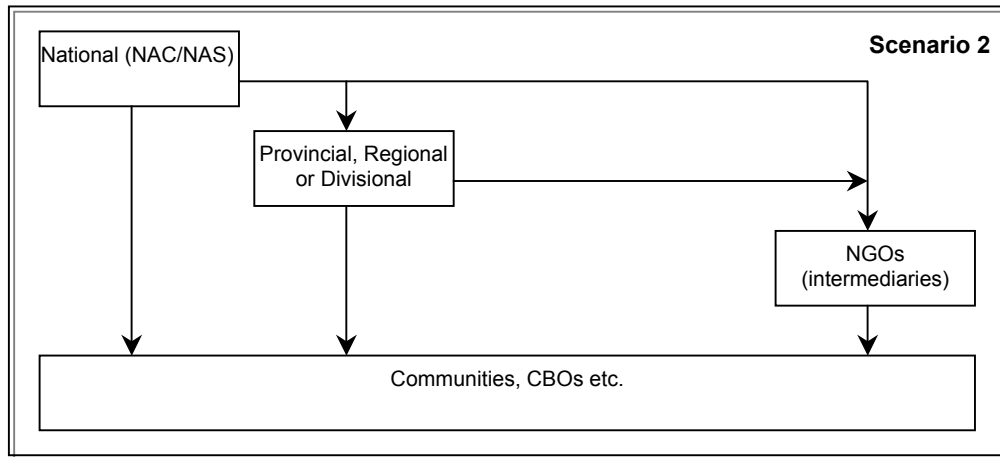 Scenario 2
National (NAC/NAS)
Provincial, Regional
or Divisional
NGOs
(intermediaries)
Communities, CBOs etc.